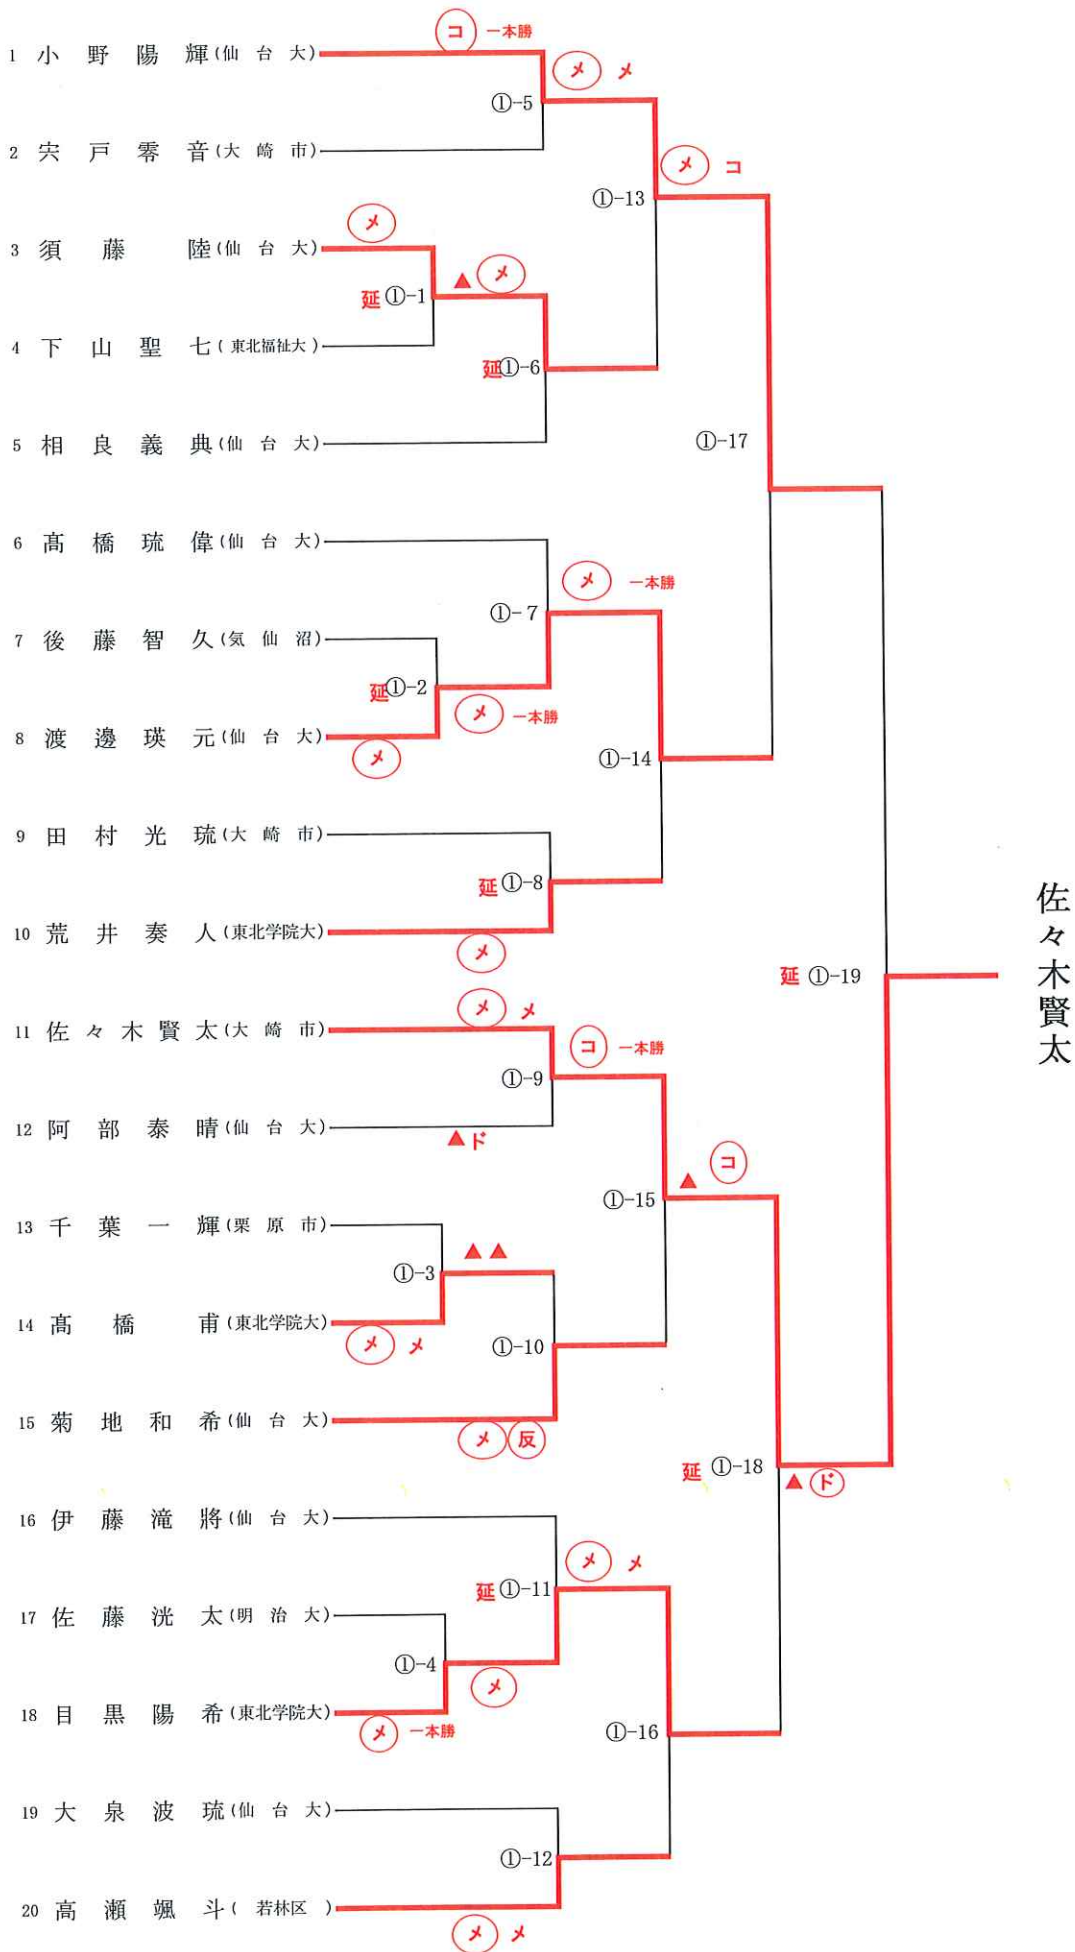 コ 一本勝
1 小野陽輝(仙台大)
メ メ
①-5
2 宍戸零音(大崎市)
メ コ
①-13
メ
3 須藤陸(仙台大)
▲ メ
延 ①-1
4 下山聖七(東北福祉大)
延 ①-6
①-17
5 相良義典(仙台大)
6 髙橋琉偉(仙台大)
メ 一本勝
①-7
7 後藤智久(気仙沼)
延 ①-2
メ 一本勝
8 渡邊瑛元(仙台大)
メ
①-14
9 田村光琉(大崎市)
延 ①-8
10 荒井奏人(東北学院大)
メ
延 ①-19
佐々木賢太
メ メ
11 佐々木賢太(大崎市)
コ 一本勝
①-9
12 阿部泰晴(仙台大)
▲ ド
▲ コ
①-15
13 千葉一輝(栗原市)
▲ ▲
①-3
14 髙橋甫(東北学院大)
メ メ
①-10
15 菊地和希(仙台大)
メ 反
延 ①-18
▲ ド
16 伊藤滝將(仙台大)
メ メ
延 ①-11
17 佐藤洸太(明治大)
①-4
メ
18 目黒陽希(東北学院大)
メ 一本勝
①-16
19 大泉波琉(仙台大)
①-12
20 高瀬颯斗(若林区)
メ メ